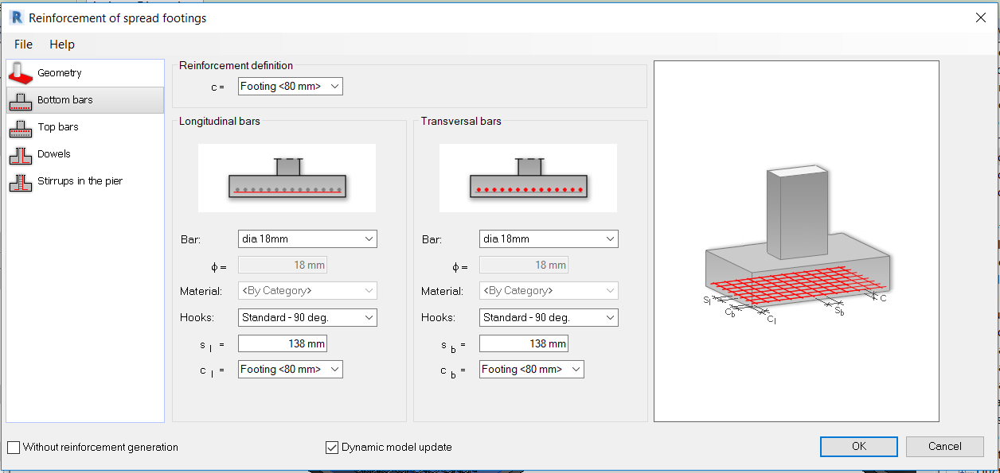 Reinforcement of spread footings
File Help
Geometry
Bottom bars
Top bars
Dowels
Stirrups in the pier
Reinforcement definition
c = Footing <80 mm>
Longitudinal bars
Bar: dia 18mm
ϕ = 18 mm
Material: <By Category>
Hooks: Standard - 90 deg.
s l = 138 mm
c l = Footing <80 mm>
Transversal bars
Bar: dia 18mm
ϕ = 18 mm
Material: <By Category>
Hooks: Standard - 90 deg.
s b = 138 mm
c b = Footing <80 mm>
Sl
Cb
Cl
Sb
C
Without reinforcement generation
Dynamic model update
OK
Cancel